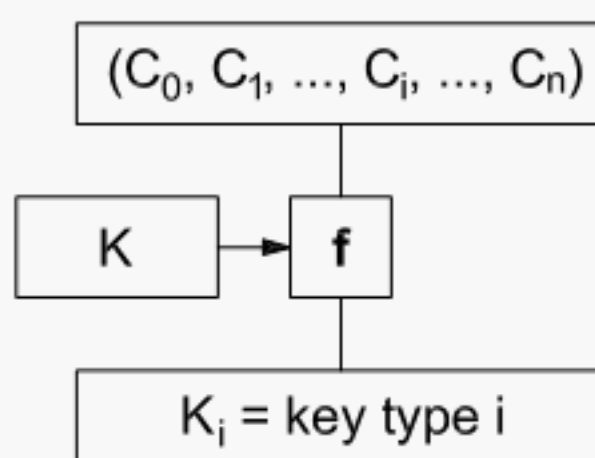 (C₀, C₁, ..., Cᵢ, ..., Cₙ)
K
f
Kᵢ = key type i